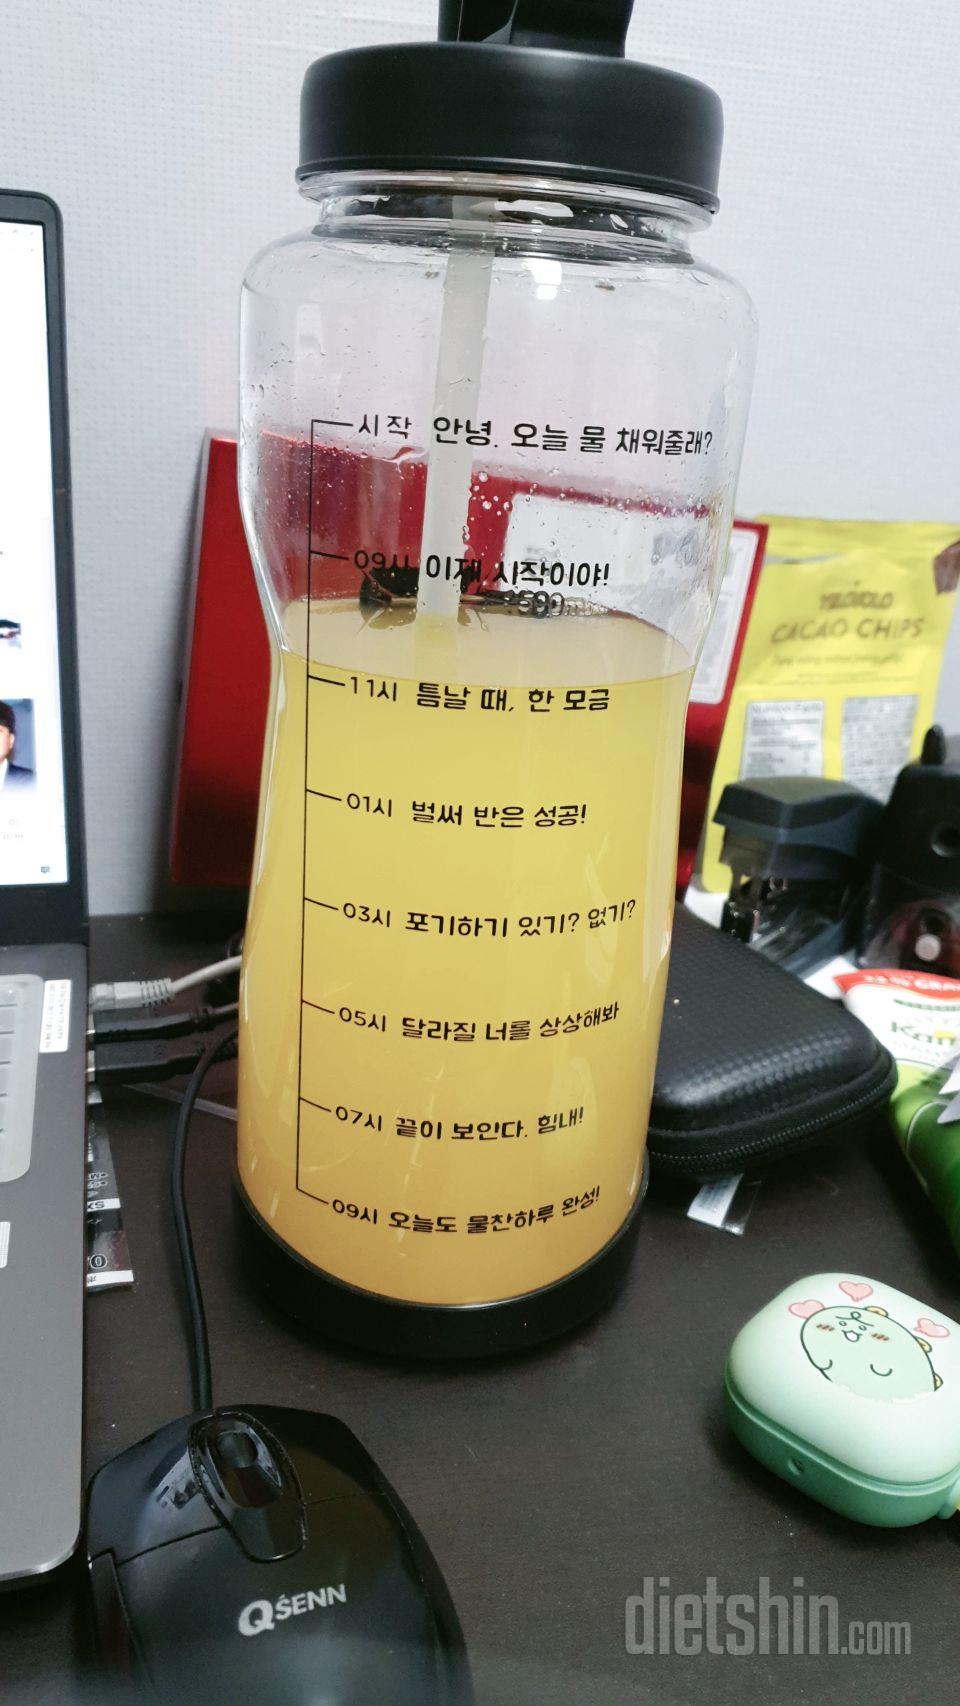 시작 안녕. 오늘 물 채워줄래?
09시 이제 시작이야!
11시 틈날 때, 한 모금
01시 벌써 반은 성공!
03시 포기하기 있기? 없기?
05시 달라질 너를 상상해봐
07시 끝이 보인다. 힘내!
09시 오늘도 물찬하루 완성!
CACAO CHIPS
Nutrition Facts
QSENN
dietshin.com